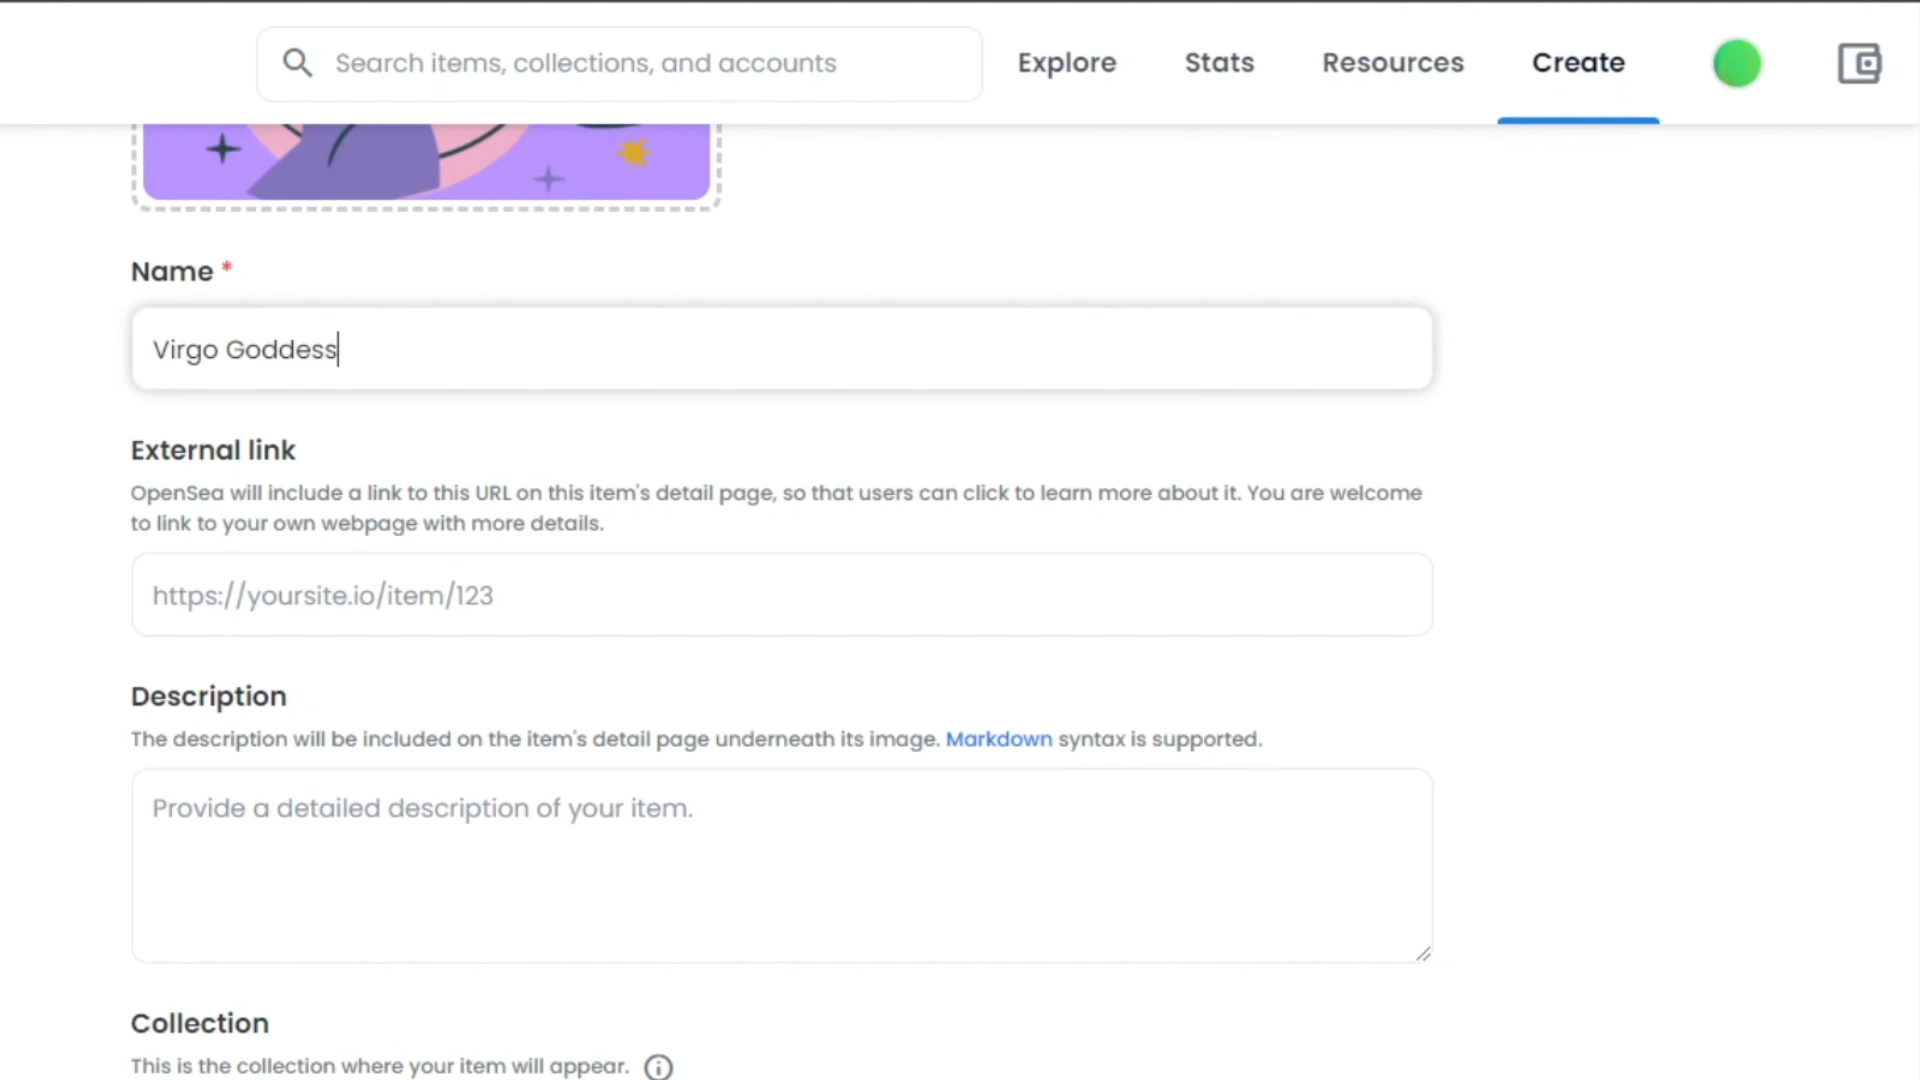 Search items, collections, and accounts
Explore
Stats
Resources
Create
Name *
Virgo Goddess
External link
OpenSea will include a link to this URL on this item's detail page, so that users can click to learn more about it. You are welcome
to link to your own webpage with more details.
https://yoursite.io/item/123
Description
The description will be included on the item's detail page underneath its image. Markdown syntax is supported.
Provide a detailed description of your item.
Collection
This is the collection where your item will appear.